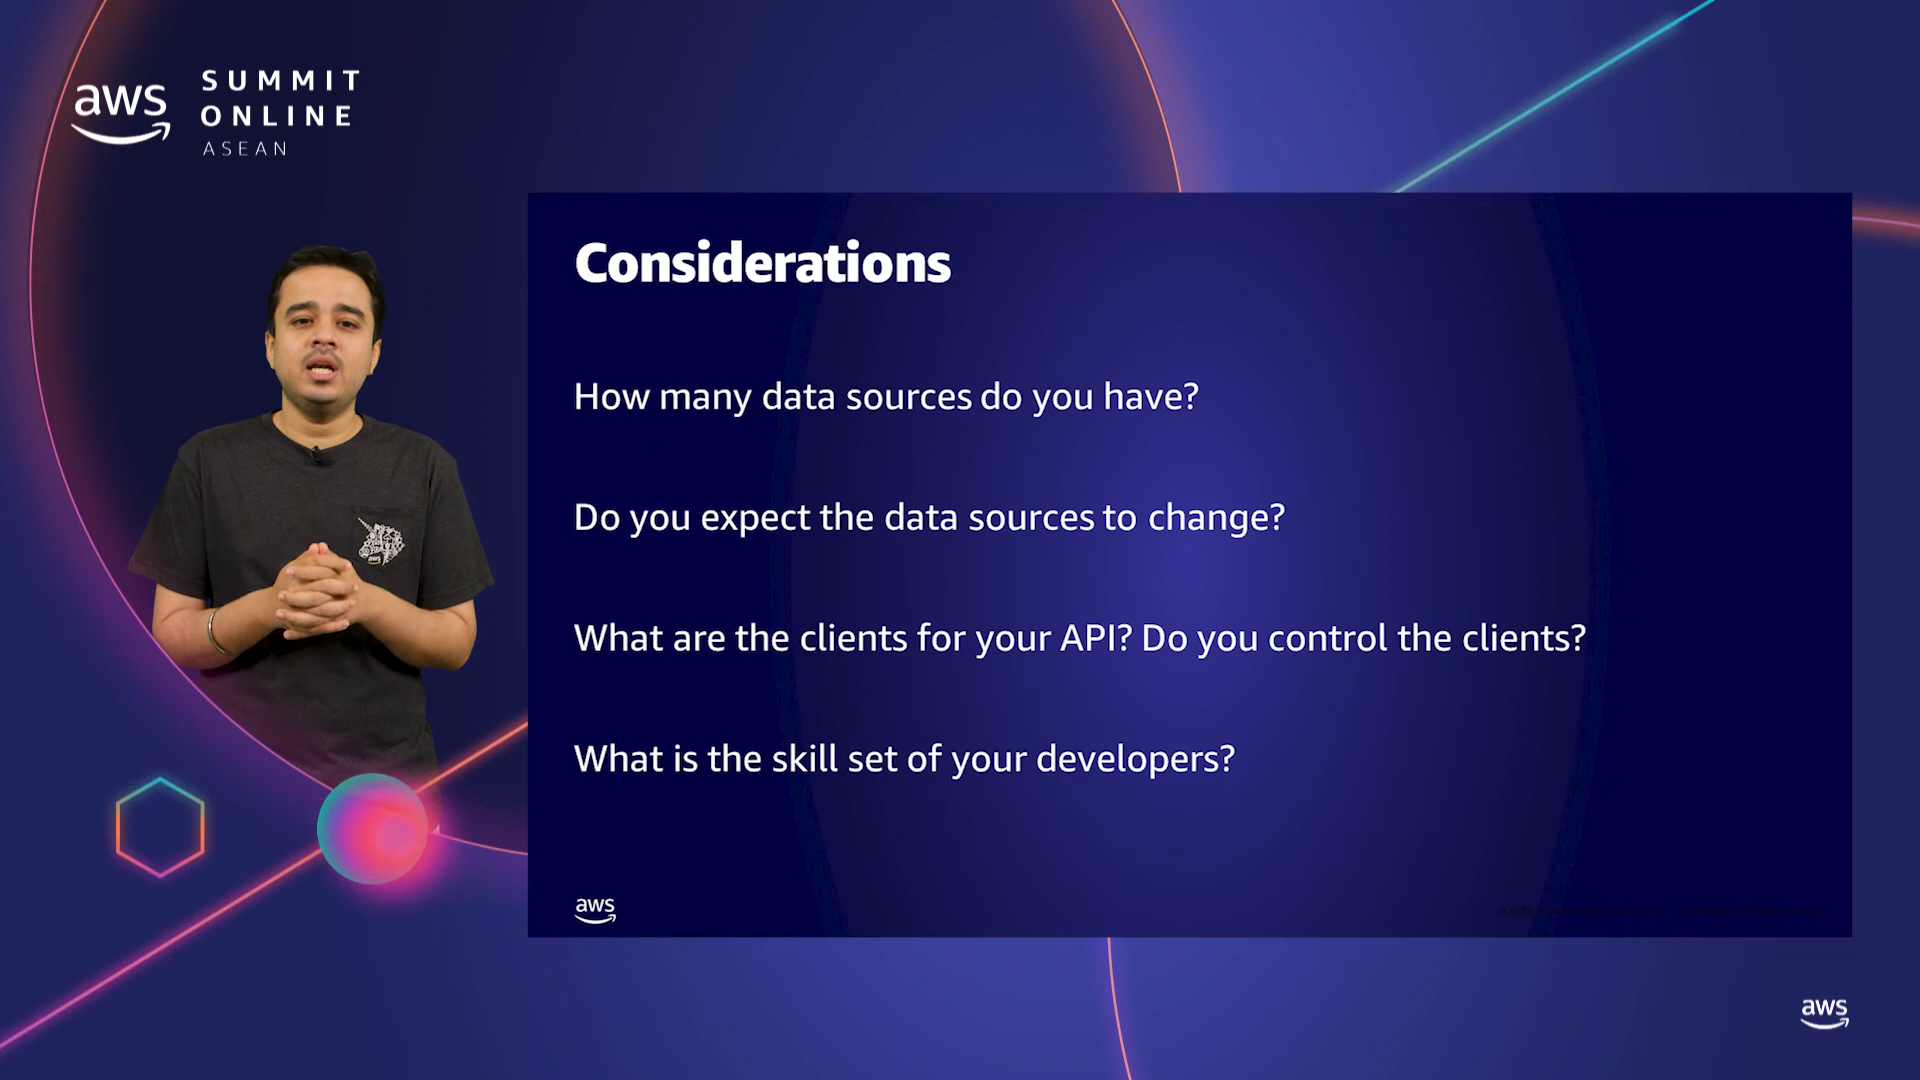 aws
SUMMIT
ONLINE
ASEAN
Considerations
How many data sources do you have?
Do you expect the data sources to change?
What are the clients for your API? Do you control the clients?
What is the skill set of your developers?
aws
aws
aws